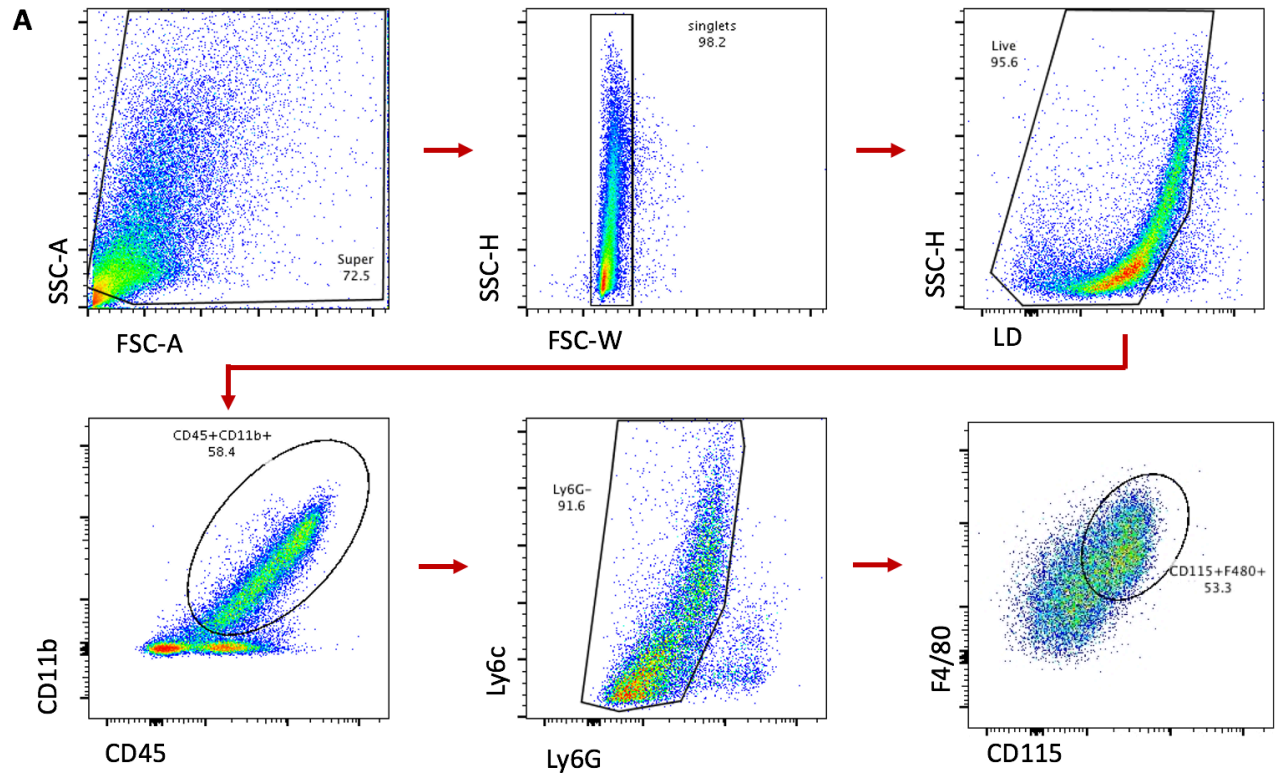 A
SSC-A
Super
72.5
FSC-A
SSC-H
singlets
98.2
FSC-W
SSC-H
Live
95.6
LD
CD11b
CD45+CD11b+
58.4
CD45
Ly6c
Ly6G-
91.6
Ly6G
F4/80
CD115+F480+
53.3
CD115